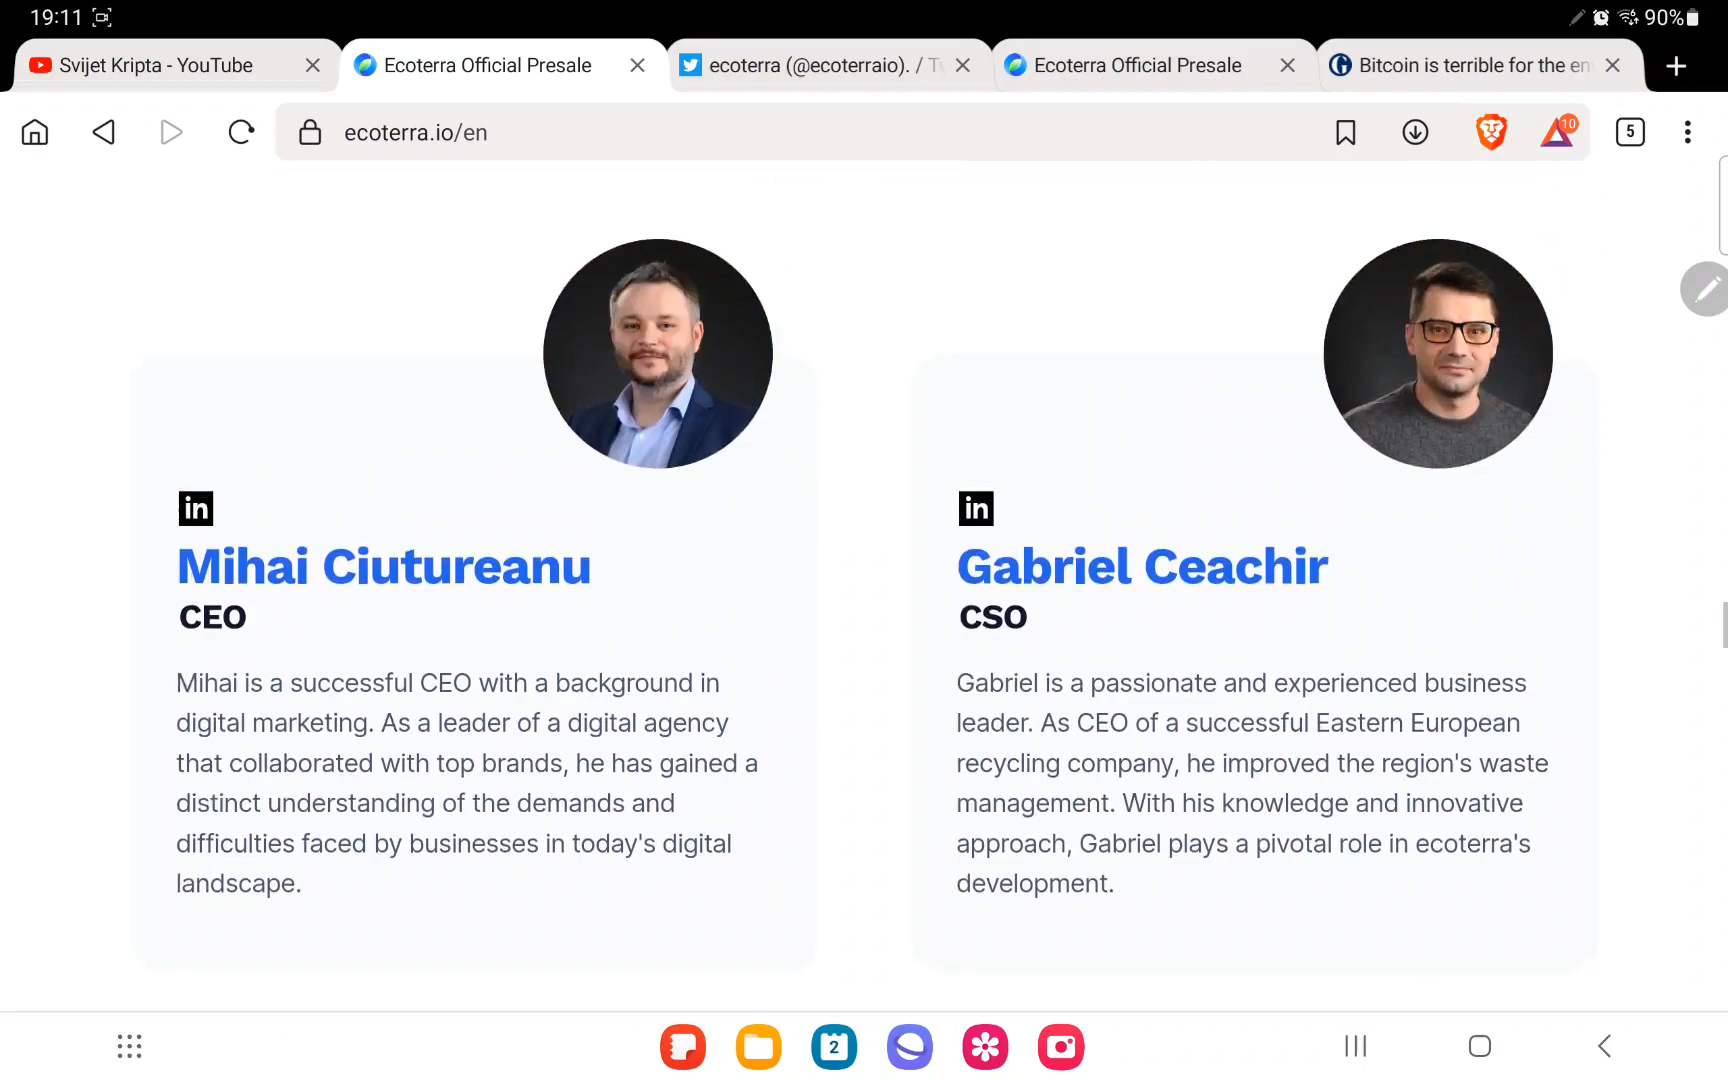 19:11
90%
Svijet Kripta - YouTube
Ecoterra Official Presale
ecoterra (@ecoterraio). / T
Ecoterra Official Presale
Bitcoin is terrible for the en
ecoterra.io/en
10
5
in
Mihai Ciutureanu
CEO
Mihai is a successful CEO with a background in
digital marketing. As a leader of a digital agency
that collaborated with top brands, he has gained a
distinct understanding of the demands and
difficulties faced by businesses in today's digital
landscape.
in
Gabriel Ceachir
CSO
Gabriel is a passionate and experienced business
leader. As CEO of a successful Eastern European
recycling company, he improved the region's waste
management. With his knowledge and innovative
approach, Gabriel plays a pivotal role in ecoterra's
development.
2